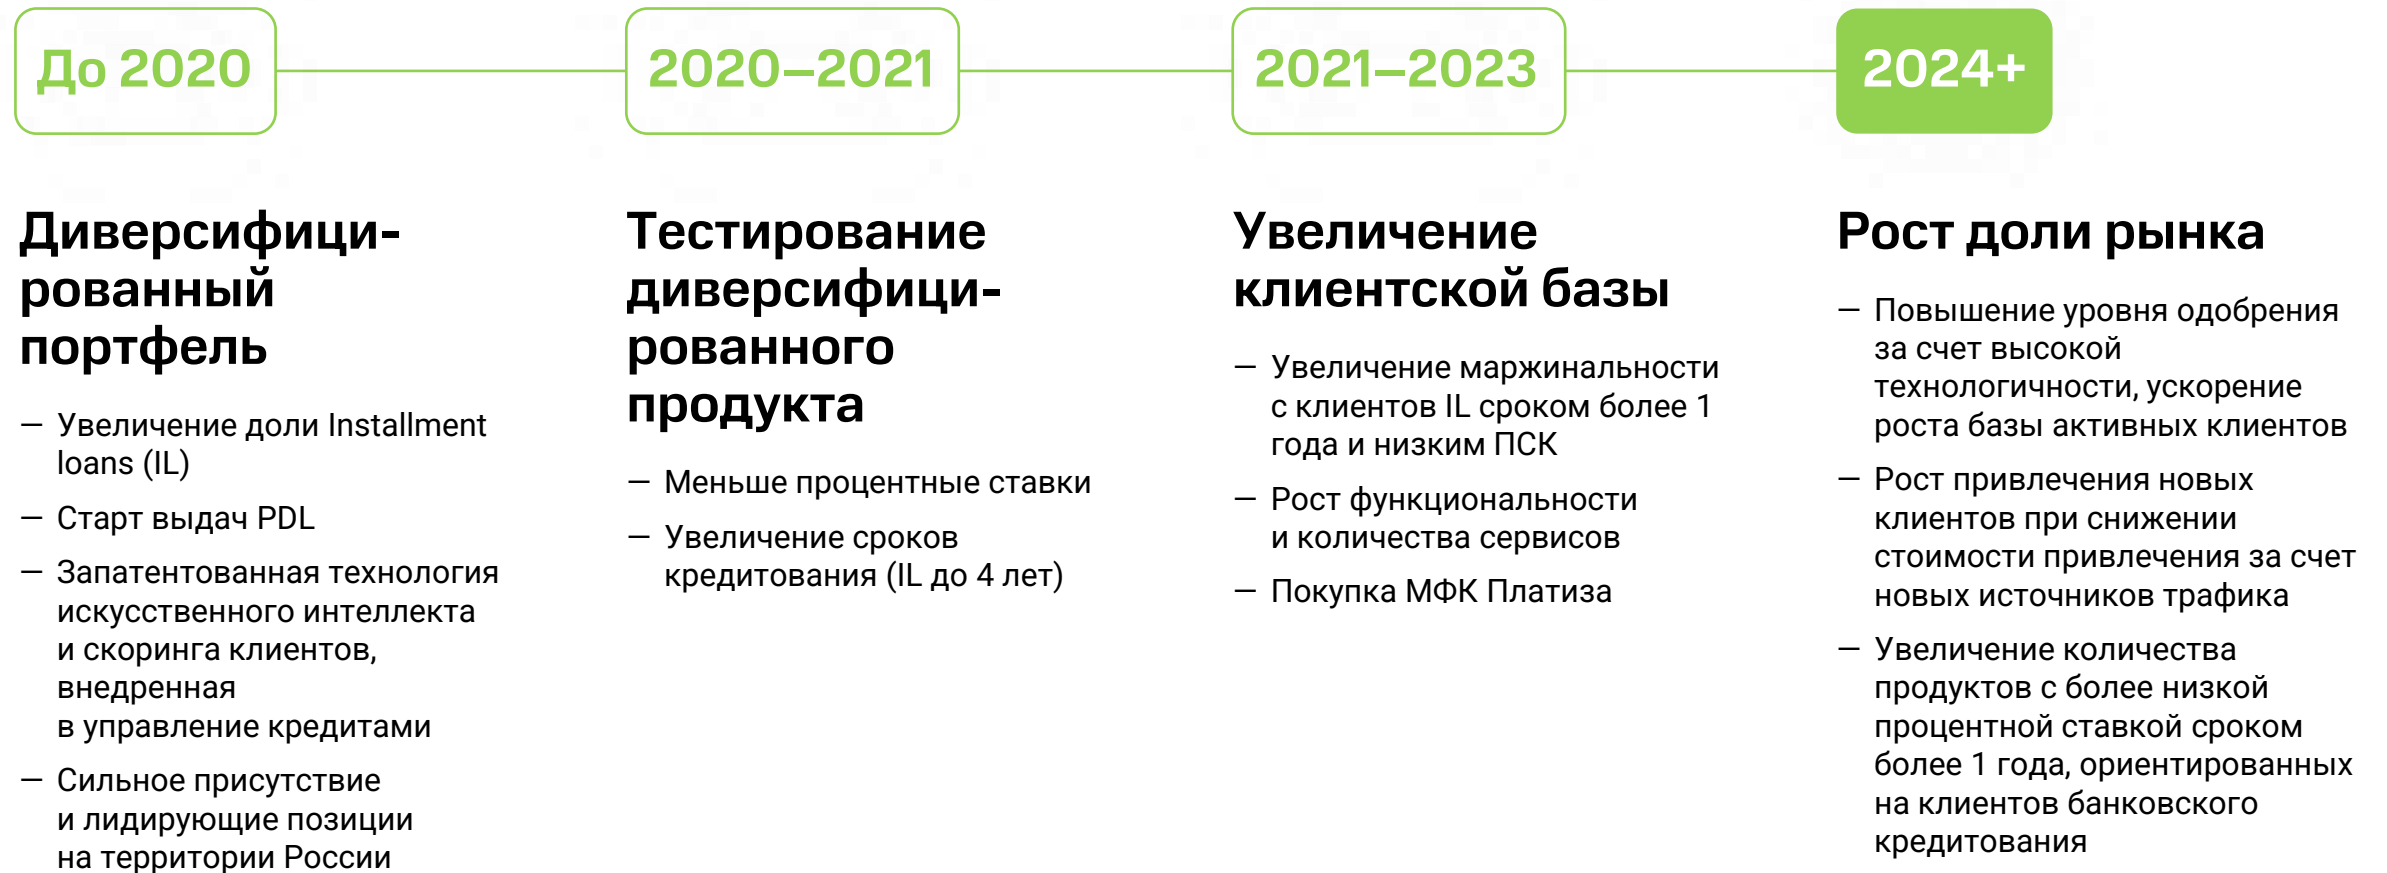 До 2020
Диверсифици-
рованный
портфель
— Увеличение доли Installment
loans (IL)
— Старт выдач PDL
— Запатентованная технология
искусственного интеллекта
и скоринга клиентов,
внедренная
в управление кредитами
— Сильное присутствие
и лидирующие позиции
на территории России
2020–2021
Тестирование
диверсифици-
рованного
продукта
— Меньше процентные ставки
— Увеличение сроков
кредитования (IL до 4 лет)
2021–2023
Увеличение
клиентской базы
— Увеличение маржинальности
с клиентов IL сроком более 1
года и низким ПСК
— Рост функциональности
и количества сервисов
— Покупка МФК Платиза
2024+
Рост доли рынка
— Повышение уровня одобрения
за счет высокой
технологичности, ускорение
роста базы активных клиентов
— Рост привлечения новых
клиентов при снижении
стоимости привлечения за счет
новых источников трафика
— Увеличение количества
продуктов с более низкой
процентной ставкой сроком
более 1 года, ориентированных
на клиентов банковского
кредитования